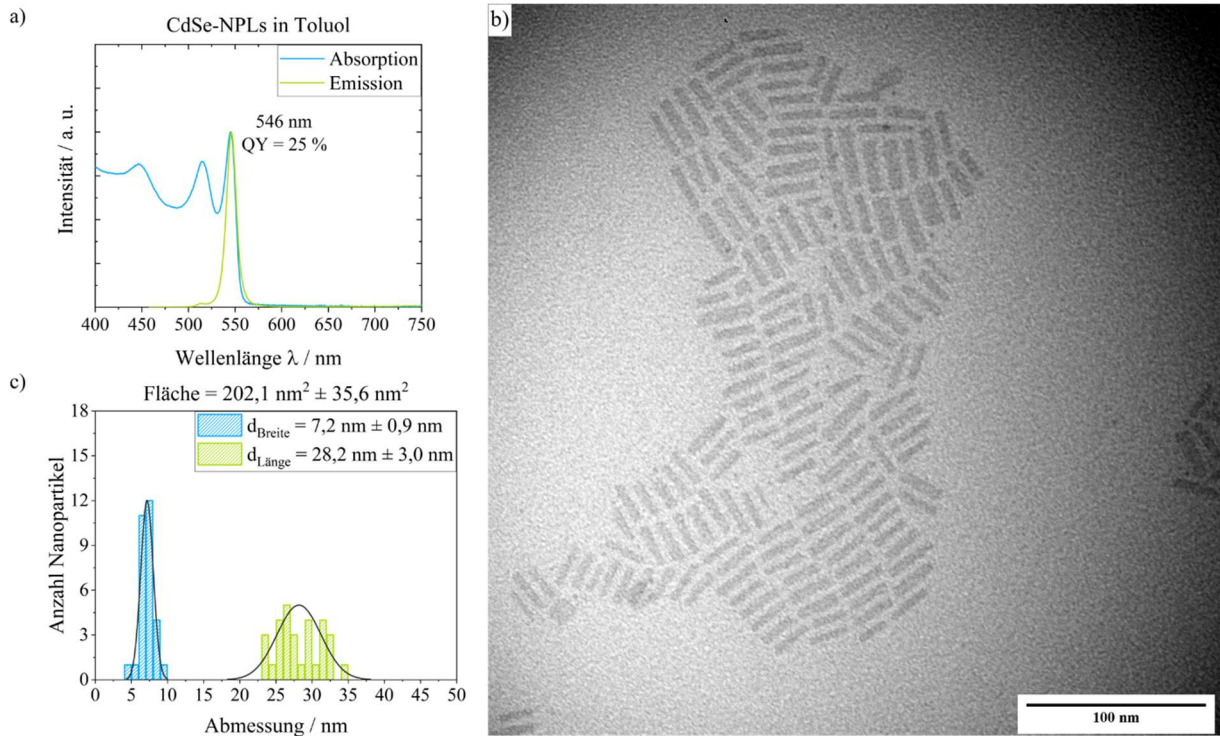 a)
CdSe-NPLs in Toluol
Absorption
Emission
546 nm
QY = 25 %
Intensität / a. u.
400 450 500 550 600 650 700 750
Wellenlänge λ / nm
b)
100 nm
c)
Fläche = 202,1 nm² ± 35,6 nm²
d_Breite = 7,2 nm ± 0,9 nm
d_Länge = 28,2 nm ± 3,0 nm
Anzahl Nanopartikel
18
15
12
9
6
3
0
0 5 10 15 20 25 30 35 40 45 50
Abmessung / nm